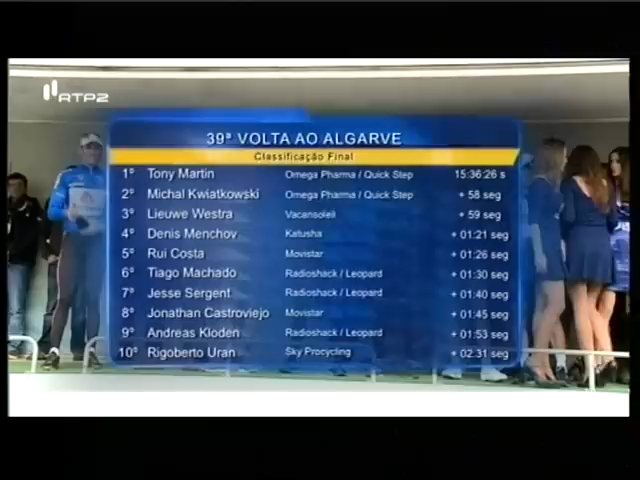 RTP2
39ª VOLTA AO ALGARVE
Classificação Final
1º Tony Martin Omega Pharma / Quick Step 15:36:26 s
2º Michal Kwiatkowski Omega Pharma / Quick Step + 58 seg
3º Lieuwe Westra Vacansoleil + 59 seg
4º Denis Menchov Katusha + 01:21 seg
5º Rui Costa Movistar + 01:26 seg
6º Tiago Machado Radioshack / Leopard + 01:30 seg
7º Jesse Sergent Radioshack / Leopard + 01:40 seg
8º Jonathan Castroviejo Movistar + 01:45 seg
9º Andreas Kloden Radioshack / Leopard + 01:53 seg
10º Rigoberto Uran Sky Procycling + 02:31 seg